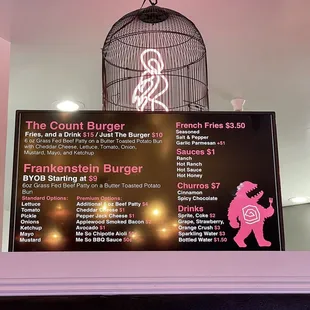 The Count Burger
Fries, and a Drink $15 / Just The Burger $10
6 oz Grass Fed Beef Patty on a Butter Toasted Potato Bun
with Cheddar Cheese, Lettuce, Tomato, Onion,
Mustard, Mayo, and Ketchup
Frankenstein Burger
BYOB Starting at $9
6oz Grass Fed Beef Patty on a Butter Toasted Potato
Bun
Standard Options:
Lettuce
Tomato
Pickle
Onions
Ketchup
Mayo
Mustard
Premium Options:
Additional 6 oz Beef Patty $4
Cheddar Cheese $1
Pepper Jack Cheese $1
Applewood Smoked Bacon $2
Avocado $1
Me So Chipotle Aioli
Me So BBQ Sauce
French Fries $3.50
Seasoned
Salt & Pepper
Garlic Parmesan +$1
Sauces $1
Ranch
Hot Ranch
Hot Sauce
Hot Honey
Churros $7
Cinnamon
Spicy Chocolate
Drinks
Sprite, Coke $2
Grape, Strawberry,
Orange Crush $3
Sparkling Water $3
Bottled Water $1.50